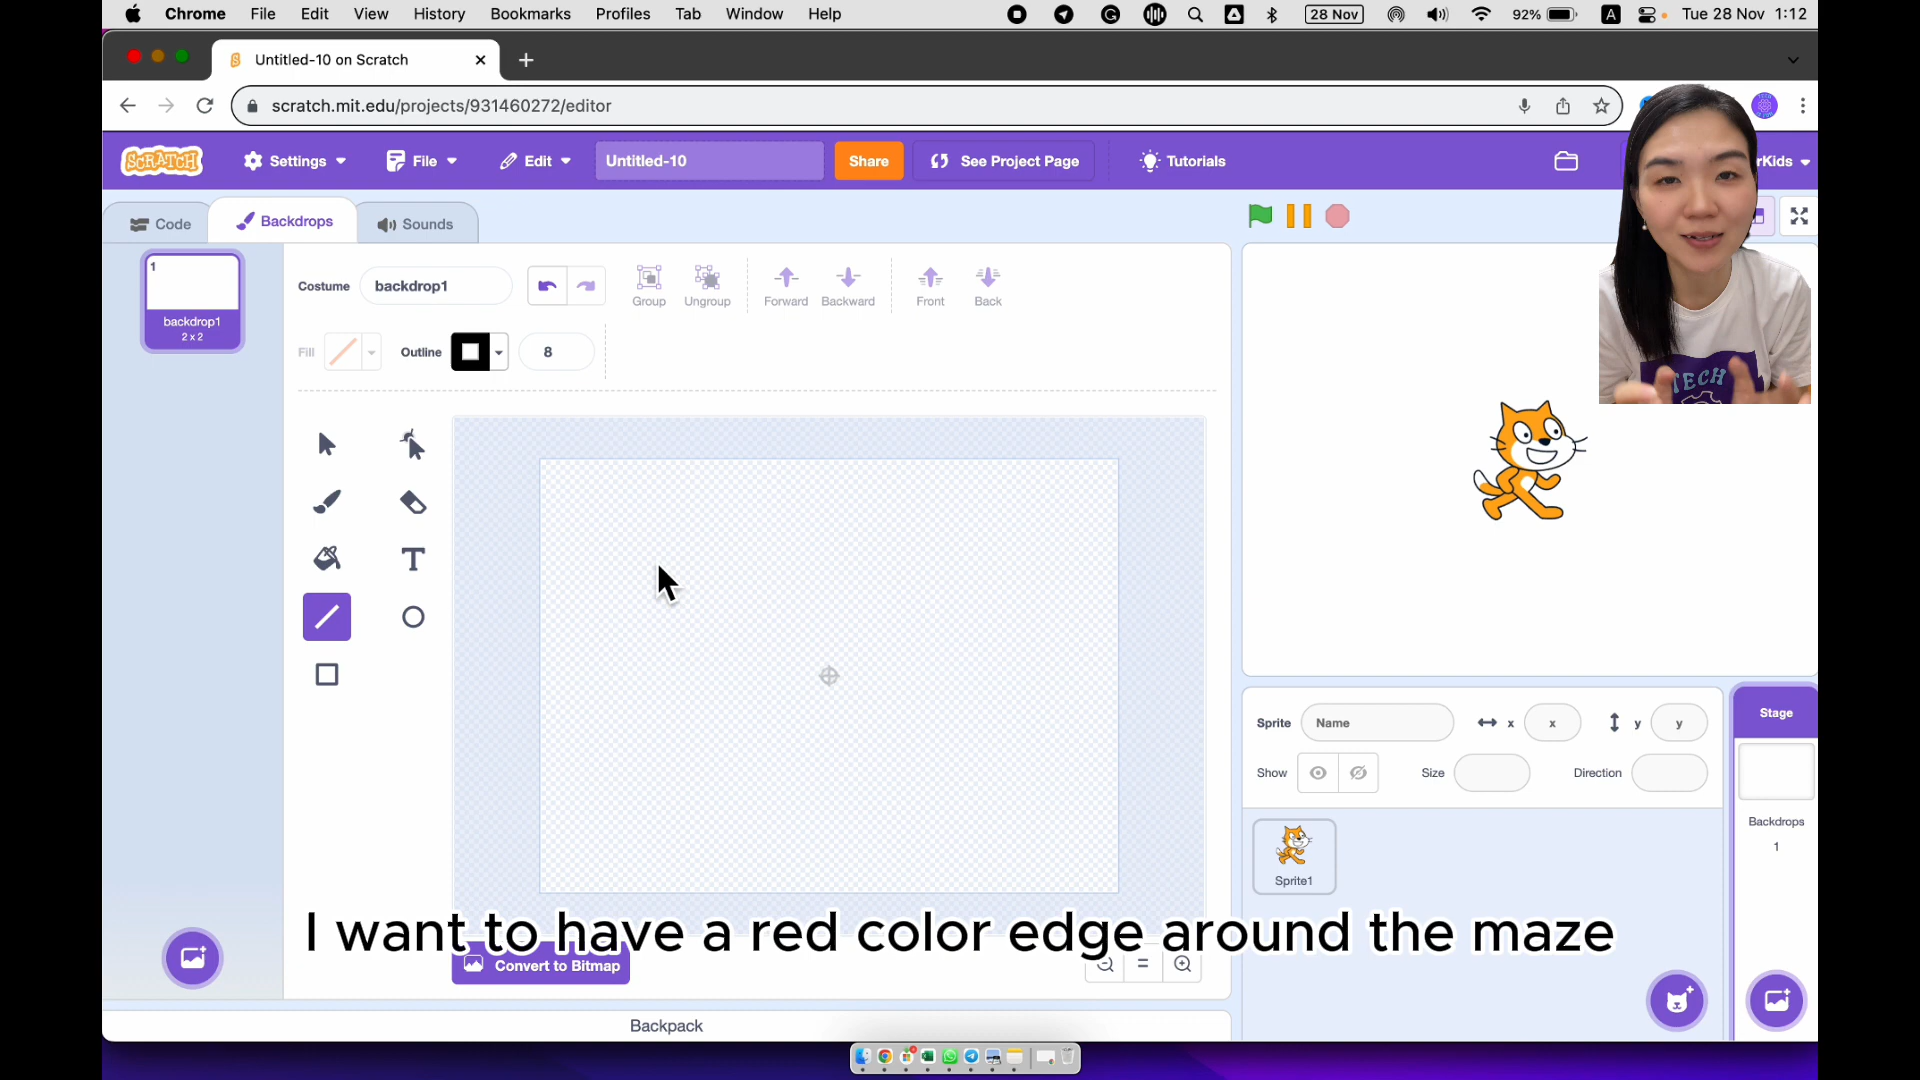 Chrome File Edit View History Bookmarks Profiles Tab Window Help 28 Nov 92% A Tue 28 Nov 1:12
Untitled-10 on Scratch
scratch.mit.edu/projects/931460272/editor
SCRATCH Settings File Edit Untitled-10 Share See Project Page Tutorials rKids
Code Backdrops Sounds
1
backdrop1
2 x 2
Costume backdrop1 Group Ungroup Forward Backward Front Back
Fill Outline 8
T
TECH
Sprite Name x x y y
Show Size Direction
Stage
Backdrops
1
Sprite1
I want to have a red color edge around the maze
Convert to Bitmap
Backpack